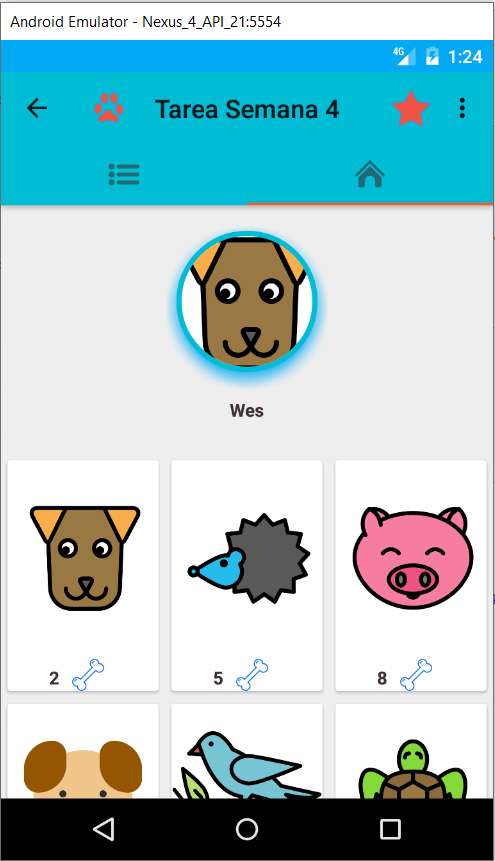 Android Emulator - Nexus_4_API_21:5554
4G 1:24
Tarea Semana 4
Wes
2 5 8